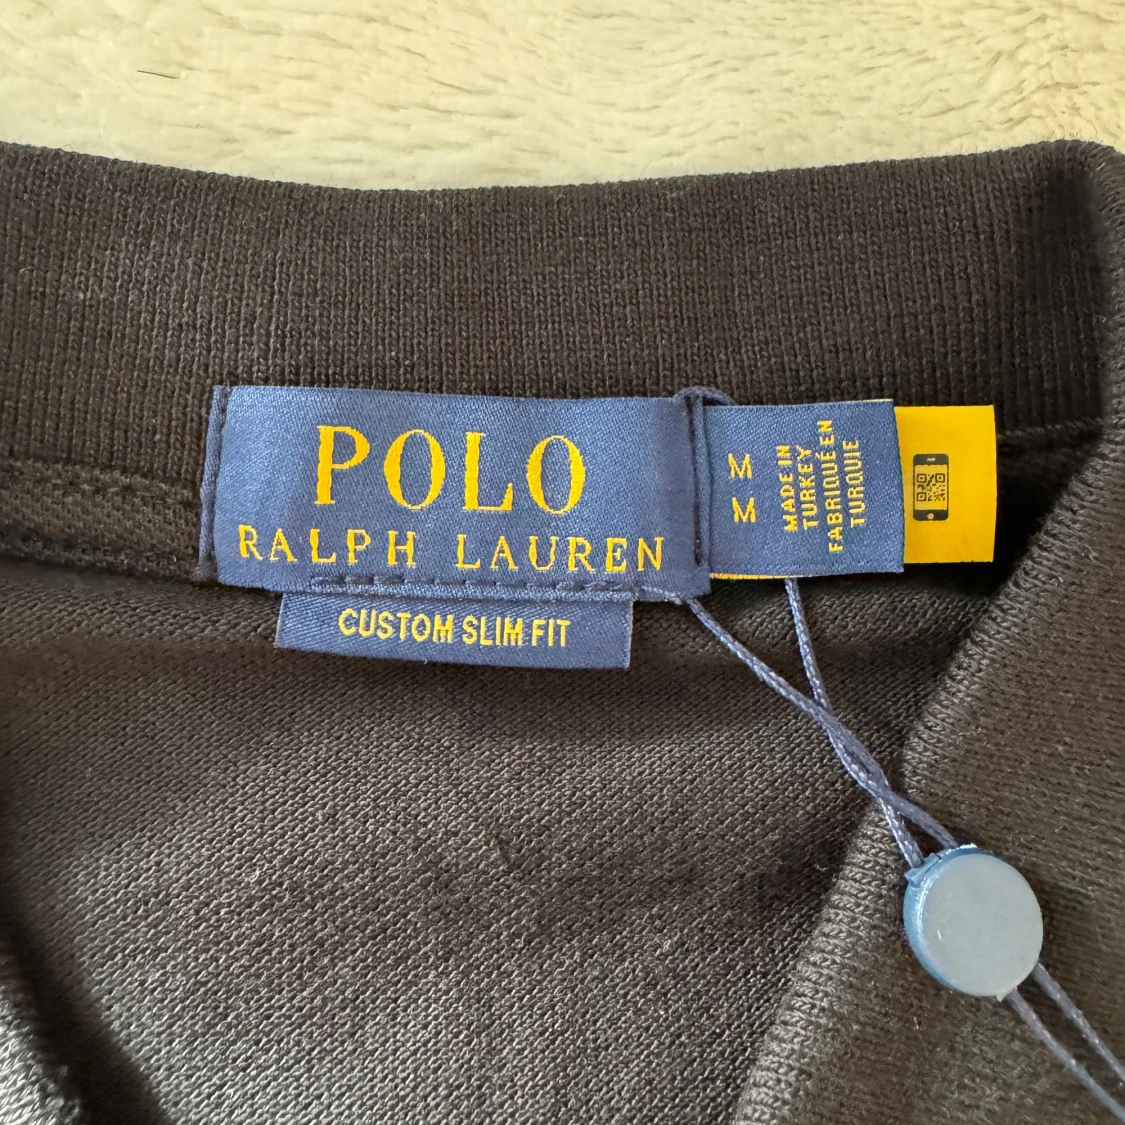 POLO
RALPH LAUREN
CUSTOM SLIM FIT
M
M
MADE IN
TURKEY
FABRIQUÉ EN
TURQUIE